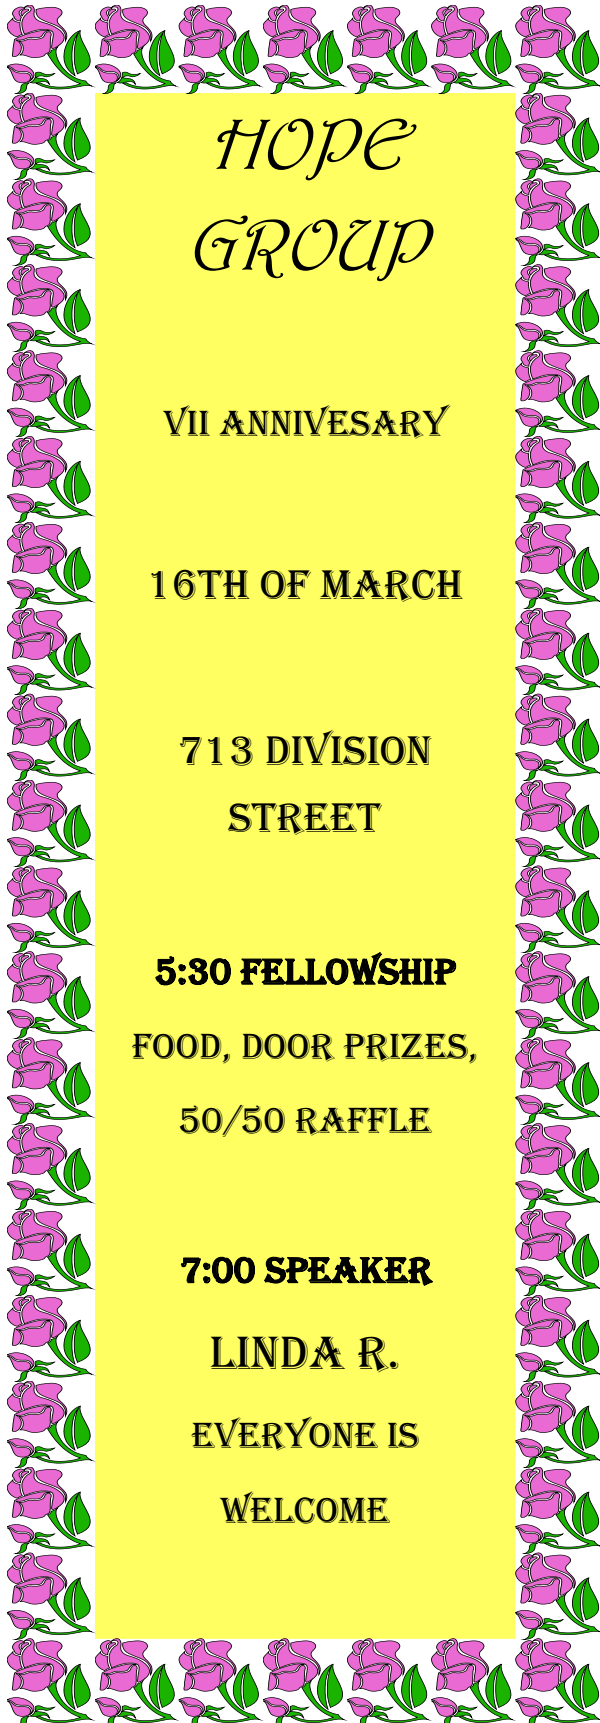 HOPE
GROUP
VII ANNIVESARY
16TH OF MARCH
713 DIVISION
STREET
5:30 FELLOWSHIP
FOOD, DOOR PRIZES,
50/50 RAFFLE
7:00 SPEAKER
LINDA R.
EVERYONE IS
WELCOME